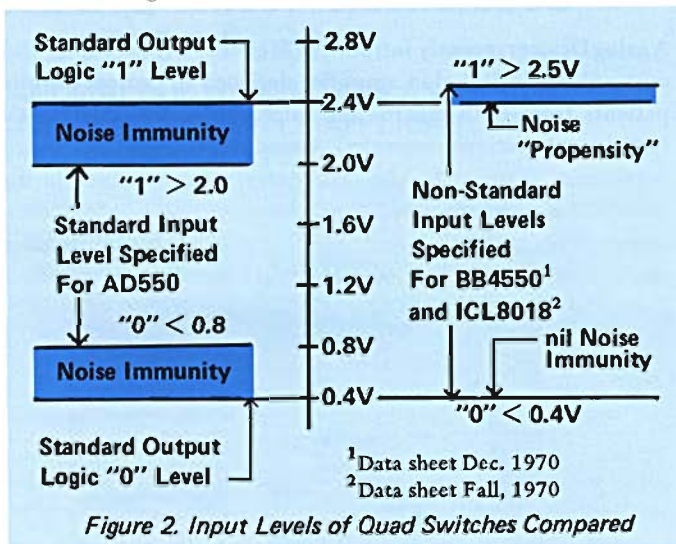 Standard Output
Logic "1" Level
Noise Immunity
"1" > 2.0
Standard Input
Level Specified
For AD550
"0" < 0.8
Noise Immunity
Standard Output
Logic "0" Level
2.8V
2.4V
2.0V
1.6V
1.2V
0.8V
0.4V
"1" > 2.5V
Noise
"Propensity"
Non-Standard
Input Levels
Specified
For BB4550¹
and ICL8018²
nil Noise
Immunity
"0" < 0.4V
¹Data sheet Dec. 1970
²Data sheet Fall, 1970
Figure 2. Input Levels of Quad Switches Compared